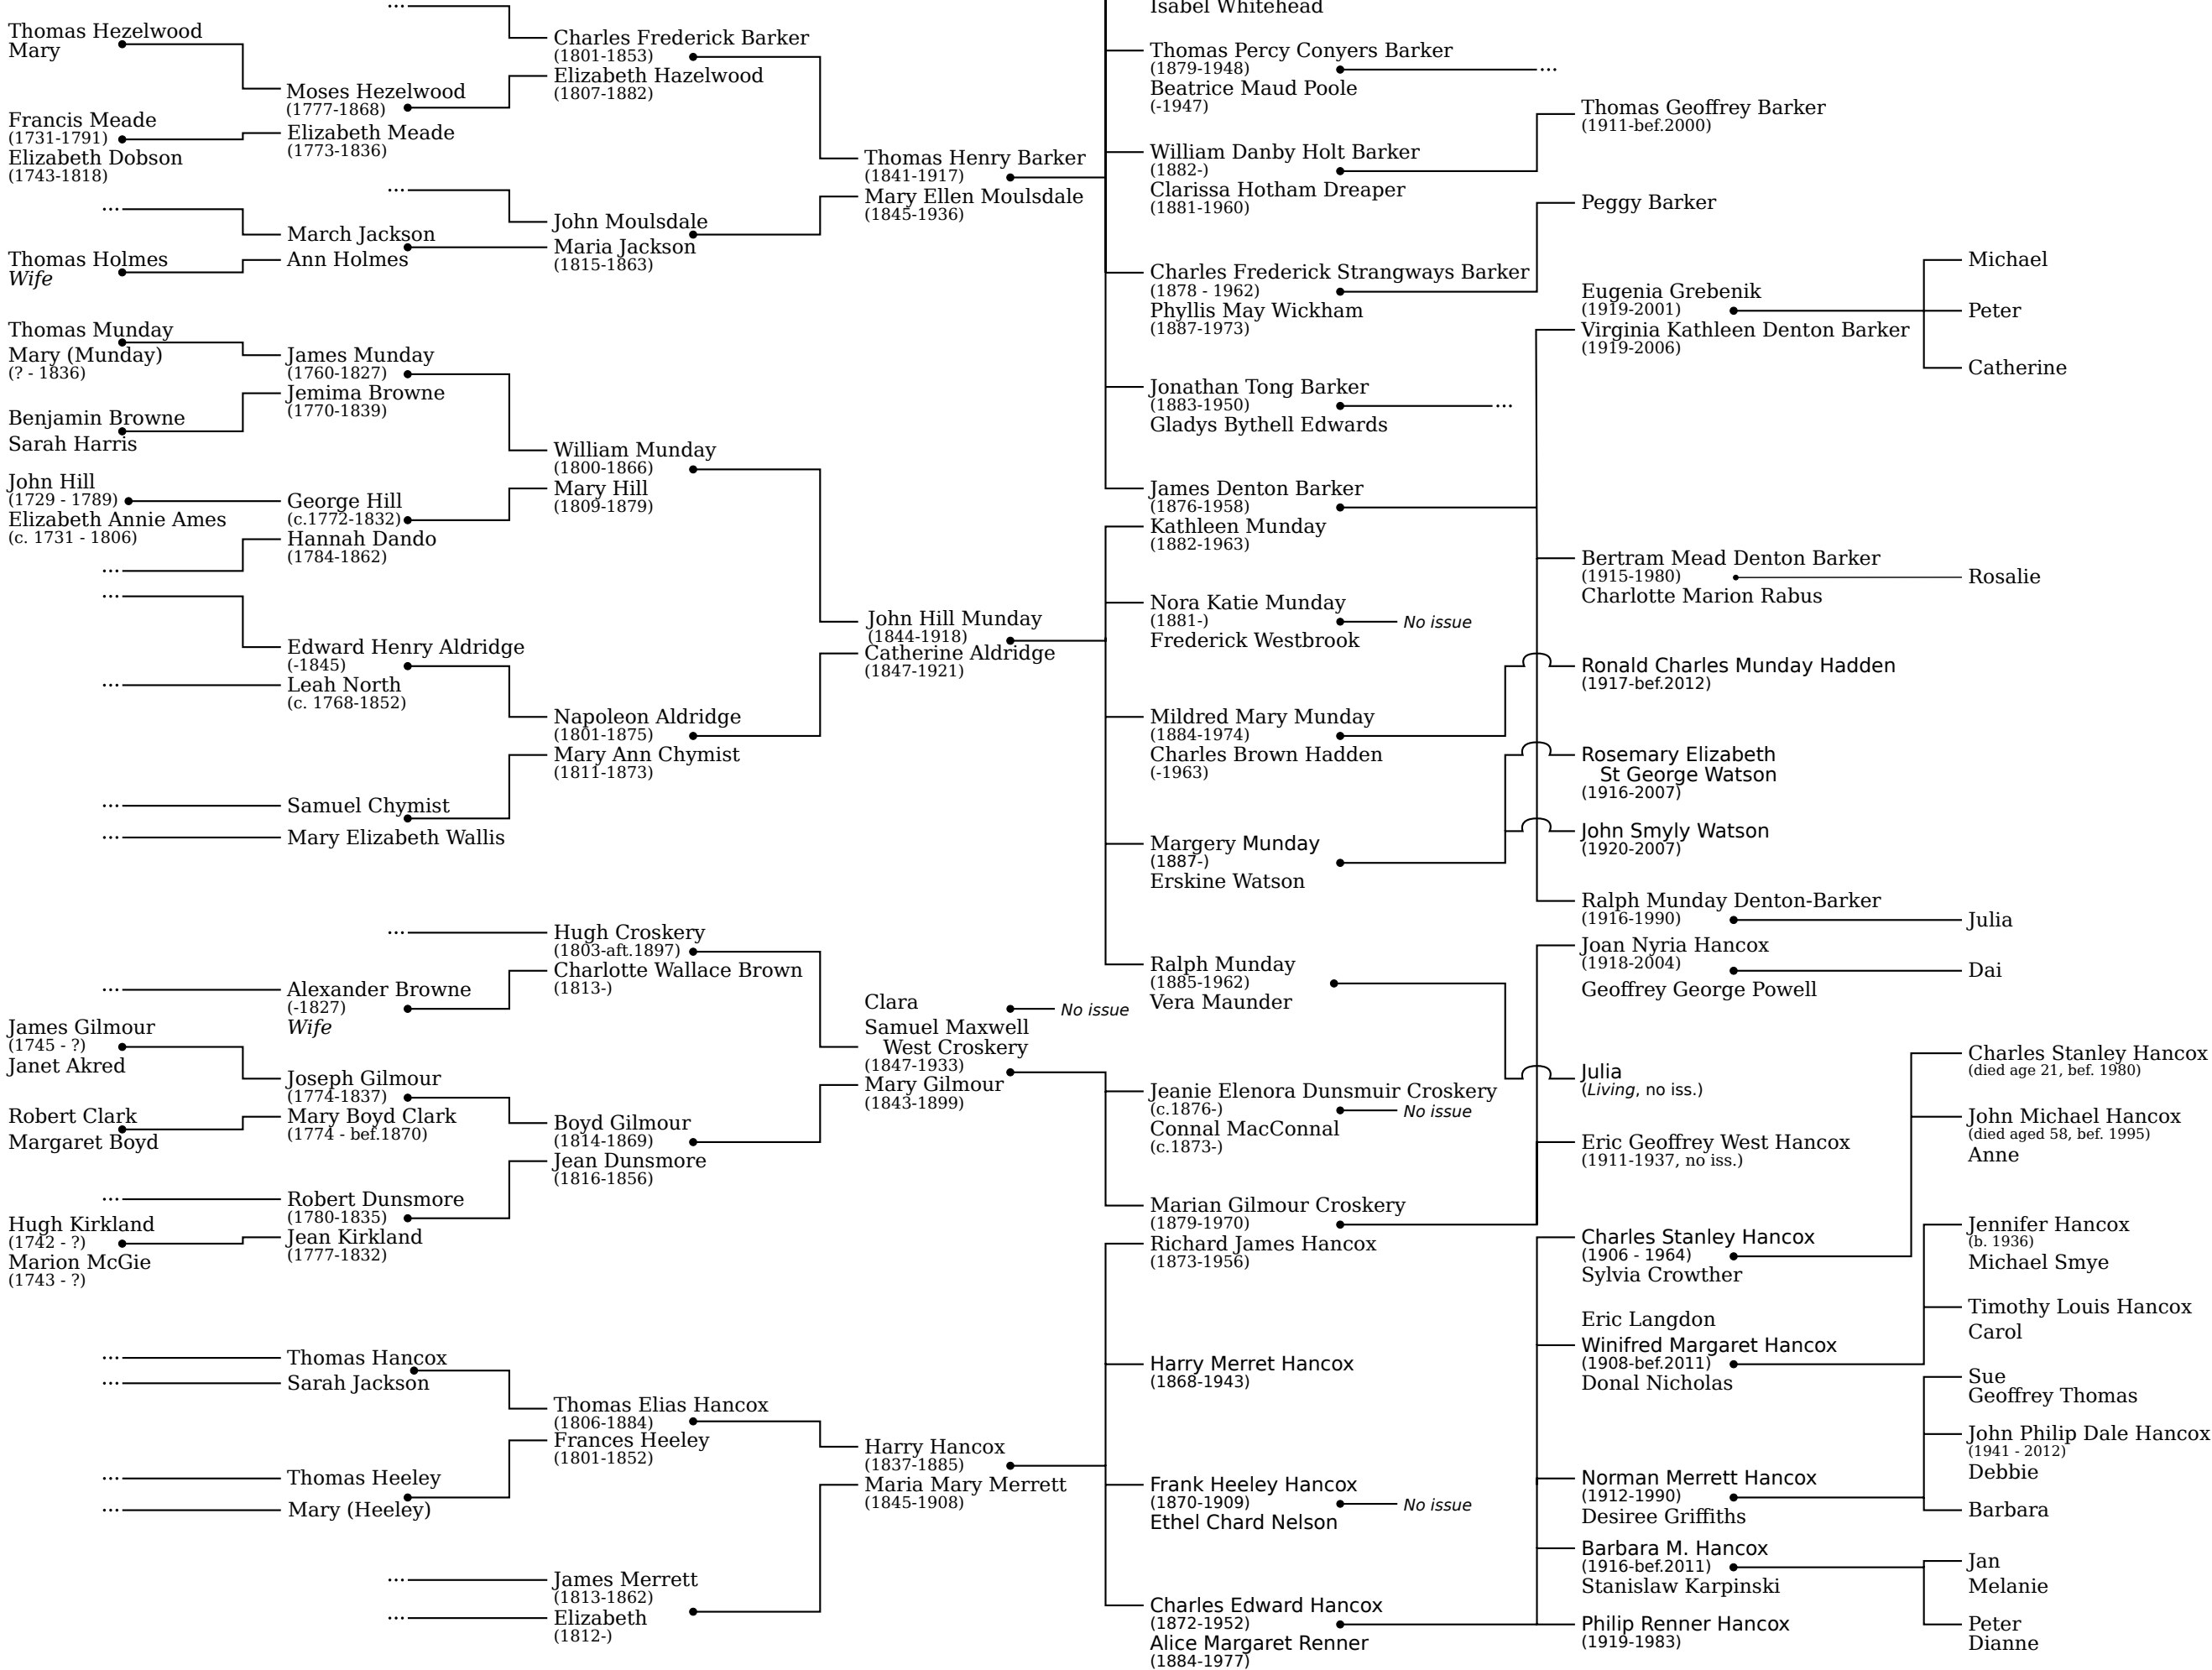 ...
Thomas Hezelwood
Mary
Francis Meade
(1731-1791)
Elizabeth Dobson
(1743-1818)
...
Thomas Holmes
Wife
Thomas Munday
Mary (Munday)
(? - 1836)
Benjamin Browne
Sarah Harris
John Hill
(1729 - 1789)
Elizabeth Annie Ames
(c. 1731 - 1806)
...
...
...
...
...
...
James Gilmour
(1745 - ?)
Janet Akred
Robert Clark
Margaret Boyd
...
Hugh Kirkland
(1742 - ?)
Marion McGie
(1743 - ?)
...
...
...
...
Moses Hezelwood
(1777-1868)
Elizabeth Meade
(1773-1836)
...
March Jackson
Ann Holmes
James Munday
(1760-1827)
Jemima Browne
(1770-1839)
George Hill
(c.1772-1832)
Hannah Dando
(1784-1862)
Edward Henry Aldridge
(-1845)
Leah North
(c. 1768-1852)
Samuel Chymist
Mary Elizabeth Wallis
...
Alexander Browne
(-1827)
Wife
Joseph Gilmour
(1774-1837)
Mary Boyd Clark
(1774 - bef.1870)
Robert Dunsmore
(1780-1835)
Jean Kirkland
(1777-1832)
Thomas Hancox
Sarah Jackson
Thomas Heeley
Mary (Heeley)
...
...
Charles Frederick Barker
(1801-1853)
Elizabeth Hazelwood
(1807-1882)
John Moulsdale
Maria Jackson
(1815-1863)
William Munday
(1800-1866)
Mary Hill
(1809-1879)
Napoleon Aldridge
(1801-1875)
Mary Ann Chymist
(1811-1873)
Hugh Croskery
(1803-aft.1897)
Charlotte Wallace Brown
(1813-)
Boyd Gilmour
(1814-1869)
Jean Dunsmore
(1816-1856)
Thomas Elias Hancox
(1806-1884)
Frances Heeley
(1801-1852)
James Merrett
(1813-1862)
Elizabeth
(1812-)
Thomas Henry Barker
(1841-1917)
Mary Ellen Moulsdale
(1845-1936)
John Hill Munday
(1844-1918)
Catherine Aldridge
(1847-1921)
Clara
No issue
Samuel Maxwell
West Croskery
(1847-1933)
Mary Gilmour
(1843-1899)
Harry Hancox
(1837-1885)
Maria Mary Merrett
(1845-1908)
Isabel Whitehead
Thomas Percy Conyers Barker
(1879-1948)
...
Beatrice Maud Poole
(-1947)
William Danby Holt Barker
(1882-)
Clarissa Hotham Dreaper
(1881-1960)
Charles Frederick Strangways Barker
(1878 - 1962)
Phyllis May Wickham
(1887-1973)
Jonathan Tong Barker
(1883-1950)
...
Gladys Bythell Edwards
James Denton Barker
(1876-1958)
Kathleen Munday
(1882-1963)
Nora Katie Munday
(1881-)
No issue
Frederick Westbrook
Mildred Mary Munday
(1884-1974)
Charles Brown Hadden
(-1963)
Margery Munday
(1887-)
Erskine Watson
Ralph Munday
(1885-1962)
Vera Maunder
Jeanie Elenora Dunsmuir Croskery
(c.1876-)
No issue
Connal MacConnal
(c.1873-)
Marian Gilmour Croskery
(1879-1970)
Richard James Hancox
(1873-1956)
Harry Merret Hancox
(1868-1943)
Frank Heeley Hancox
(1870-1909)
No issue
Ethel Chard Nelson
Charles Edward Hancox
(1872-1952)
Alice Margaret Renner
(1884-1977)
Thomas Geoffrey Barker
(1911-bef.2000)
Peggy Barker
Eugenia Grebenik
(1919-2001)
Virginia Kathleen Denton Barker
(1919-2006)
Bertram Mead Denton Barker
(1915-1980)
Charlotte Marion Rabus
Ronald Charles Munday Hadden
(1917-bef.2012)
Rosemary Elizabeth
St George Watson
(1916-2007)
John Smyly Watson
(1920-2007)
Ralph Munday Denton-Barker
(1916-1990)
Joan Nyria Hancox
(1918-2004)
Geoffrey George Powell
Julia
(Living, no iss.)
Eric Geoffrey West Hancox
(1911-1937, no iss.)
Charles Stanley Hancox
(1906 - 1964)
Sylvia Crowther
Eric Langdon
Winifred Margaret Hancox
(1908-bef.2011)
Donal Nicholas
Norman Merrett Hancox
(1912-1990)
Desiree Griffiths
Barbara M. Hancox
(1916-bef.2011)
Stanislaw Karpinski
Philip Renner Hancox
(1919-1983)
Michael
Peter
Catherine
Rosalie
Julia
Dai
Charles Stanley Hancox
(died age 21, bef. 1980)
John Michael Hancox
(died aged 58, bef. 1995)
Anne
Jennifer Hancox
(b. 1936)
Michael Smye
Timothy Louis Hancox
Carol
Sue
Geoffrey Thomas
John Philip Dale Hancox
(1941 - 2012)
Debbie
Barbara
Jan
Melanie
Peter
Dianne